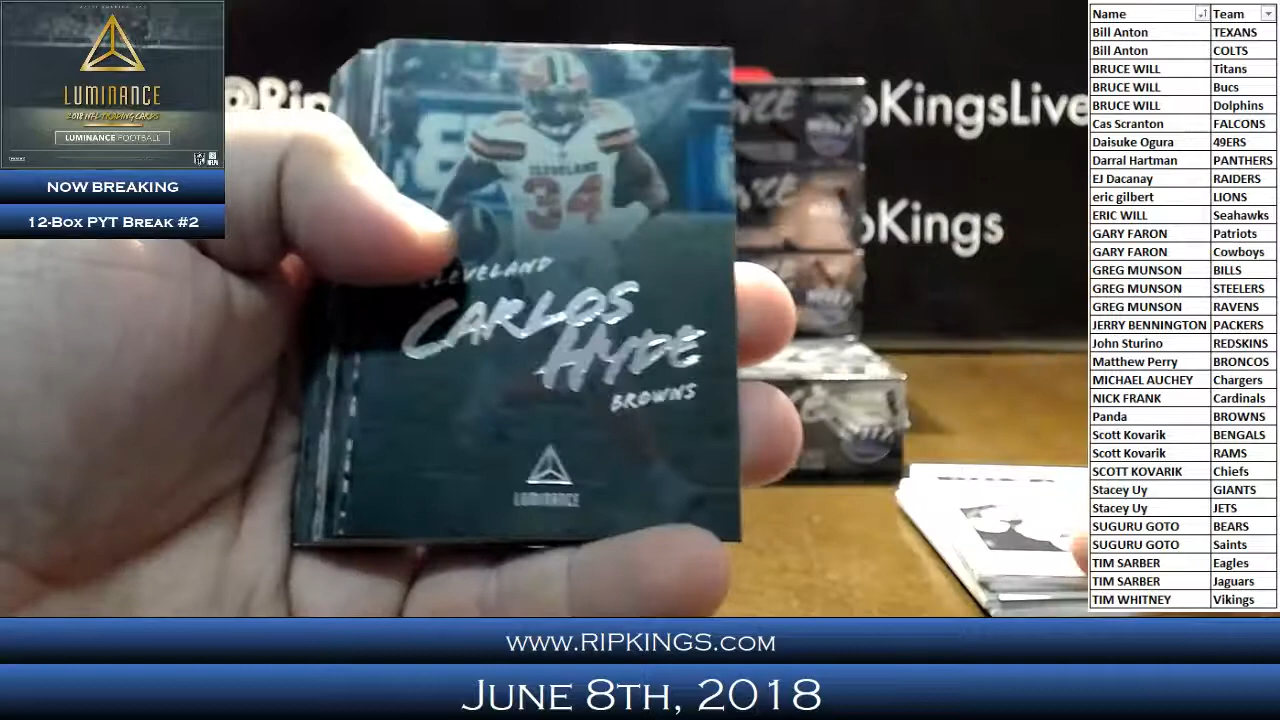 LUMINANCE
2018 NFL TRADING CARDS
LUMINANCE FOOTBALL
NOW BREAKING
12-Box PYT Break #2
@Rip
pKingsLive
pKings
CLEVELAND
34
CLEVELAND
CARLOS
HYDE
BROWNS
LUMINANCE
Name Team
Bill Anton TEXANS
Bill Anton COLTS
BRUCE WILL Titans
BRUCE WILL Bucs
BRUCE WILL Dolphins
Cas Scranton FALCONS
Daisuke Ogura 49ERS
Darral Hartman PANTHERS
EJ Dacanay RAIDERS
eric gilbert LIONS
ERIC WILL Seahawks
GARY FARON Patriots
GARY FARON Cowboys
GREG MUNSON BILLS
GREG MUNSON STEELERS
GREG MUNSON RAVENS
JERRY BENNINGTON PACKERS
John Sturino REDSKINS
Matthew Perry BRONCOS
MICHAEL AUCHEY Chargers
NICK FRANK Cardinals
Panda BROWNS
Scott Kovarik BENGALS
Scott Kovarik RAMS
SCOTT KOVARIK Chiefs
Stacey Uy GIANTS
Stacey Uy JETS
SUGURU GOTO BEARS
SUGURU GOTO Saints
TIM SARBER Eagles
TIM SARBER Jaguars
TIM WHITNEY Vikings
www.RIPKINGS.com
June 8th, 2018